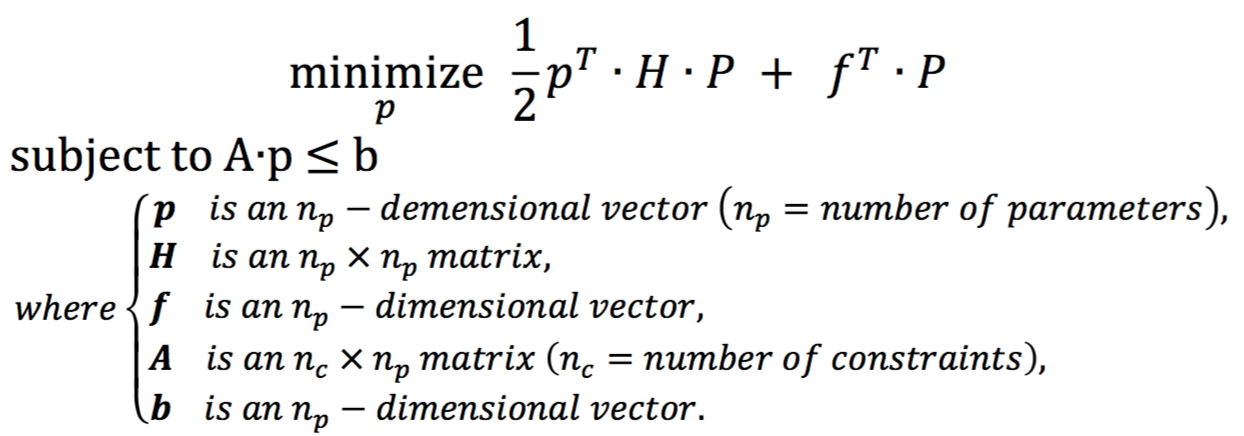 minimize 1/2 p^T · H · P + f^T · P
p
subject to A·p ≤ b
p is an n_p − demensional vector (n_p = number of parameters),
H is an n_p × n_p matrix,
where { f is an n_p − dimensional vector,
A is an n_c × n_p matrix (n_c = number of constraints),
b is an n_p − dimensional vector.